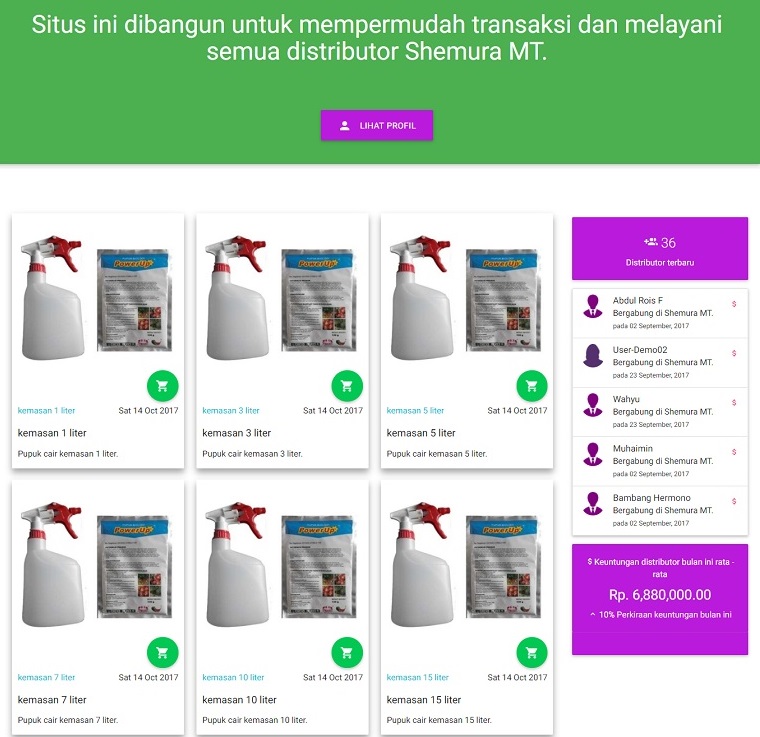 Situs ini dibangun untuk mempermudah transaksi dan melayani
semua distributor Shemura MT.
LIHAT PROFIL
PowerUp
PowerUp
PowerUp
kemasan 1 liter
Sat 14 Oct 2017
kemasan 1 liter
Pupuk cair kemasan 1 liter.
kemasan 3 liter
Sat 14 Oct 2017
kemasan 3 liter
Pupuk cair kemasan 3 liter.
kemasan 5 liter
Sat 14 Oct 2017
kemasan 5 liter
Pupuk cair kemasan 5 liter.
PowerUp
PowerUp
PowerUp
kemasan 7 liter
Sat 14 Oct 2017
kemasan 7 liter
Pupuk cair kemasan 7 liter.
kemasan 10 liter
Sat 14 Oct 2017
kemasan 10 liter
Pupuk cair kemasan 10 liter.
kemasan 15 liter
Sat 14 Oct 2017
kemasan 15 liter
Pupuk cair kemasan 15 liter.
36
Distributor terbaru
Abdul Rois F
$
Bergabung di Shemura MT.
pada 02 September, 2017
User-Demo02
$
Bergabung di Shemura MT.
pada 23 September, 2017
Wahyu
$
Bergabung di Shemura MT.
pada 23 September, 2017
Muhaimin
$
Bergabung di Shemura MT.
pada 02 September, 2017
Bambang Hermono
$
Bergabung di Shemura MT.
pada 02 September, 2017
$ Keuntungan distributor bulan ini rata -
rata
Rp. 6,880,000.00
10% Perkiraan keuntungan bulan ini